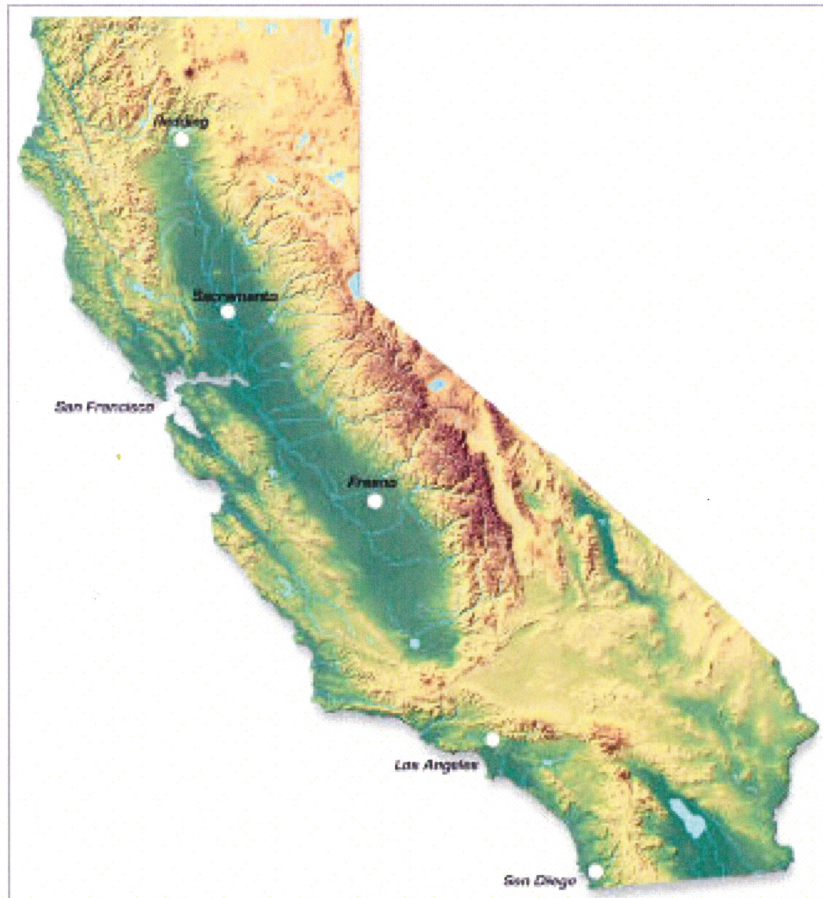 Redding
Sacramento
San Francisco
Fresno
Los Angeles
San Diego